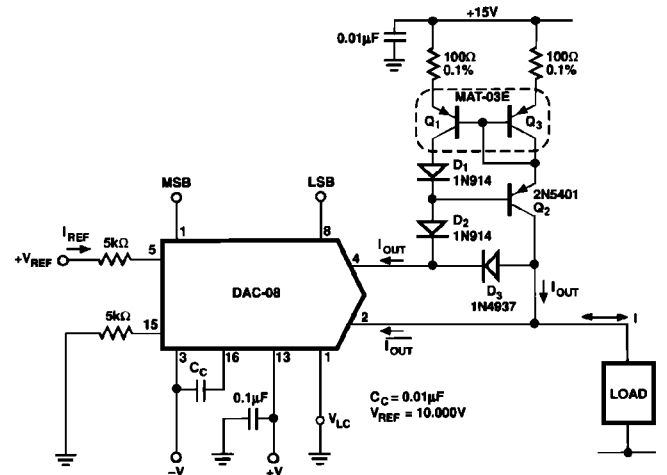 +15V
0.01μF
100Ω
0.1%
100Ω
0.1%
MAT-03E
Q1
Q3
D1
1N914
MSB
LSB
2N5401
Q2
D2
1N914
IREF
1
8
5kΩ
5
IOUT
4
+VREF
DAC-08
D3
1N4937
IOUT
5kΩ
15
2
IOUT
I
3
16
13
1
CC
0.1μF
VLC
CC = 0.01μF
VREF = 10.000V
LOAD
–V
+V